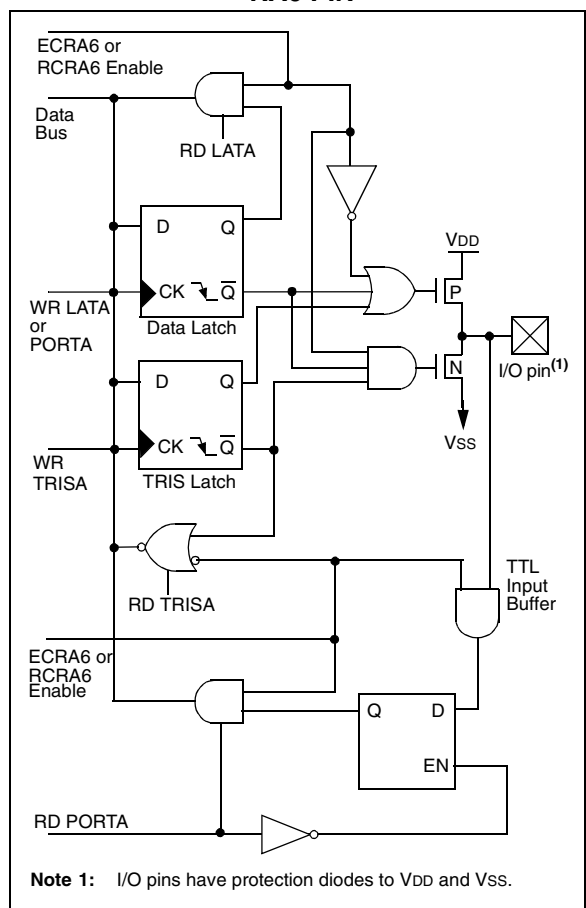 ECRA6 or
RCRA6 Enable
Data
Bus
RD LATA
D Q
VDD
CK Q
P
WR LATA
or
PORTA
Data Latch
I/O pin(1)
D Q
N
CK Q
VSS
WR
TRISA
TRIS Latch
TTL
Input
Buffer
RD TRISA
ECRA6 or
RCRA6
Enable
Q D
EN
RD PORTA
Note 1: I/O pins have protection diodes to VDD and VSS.